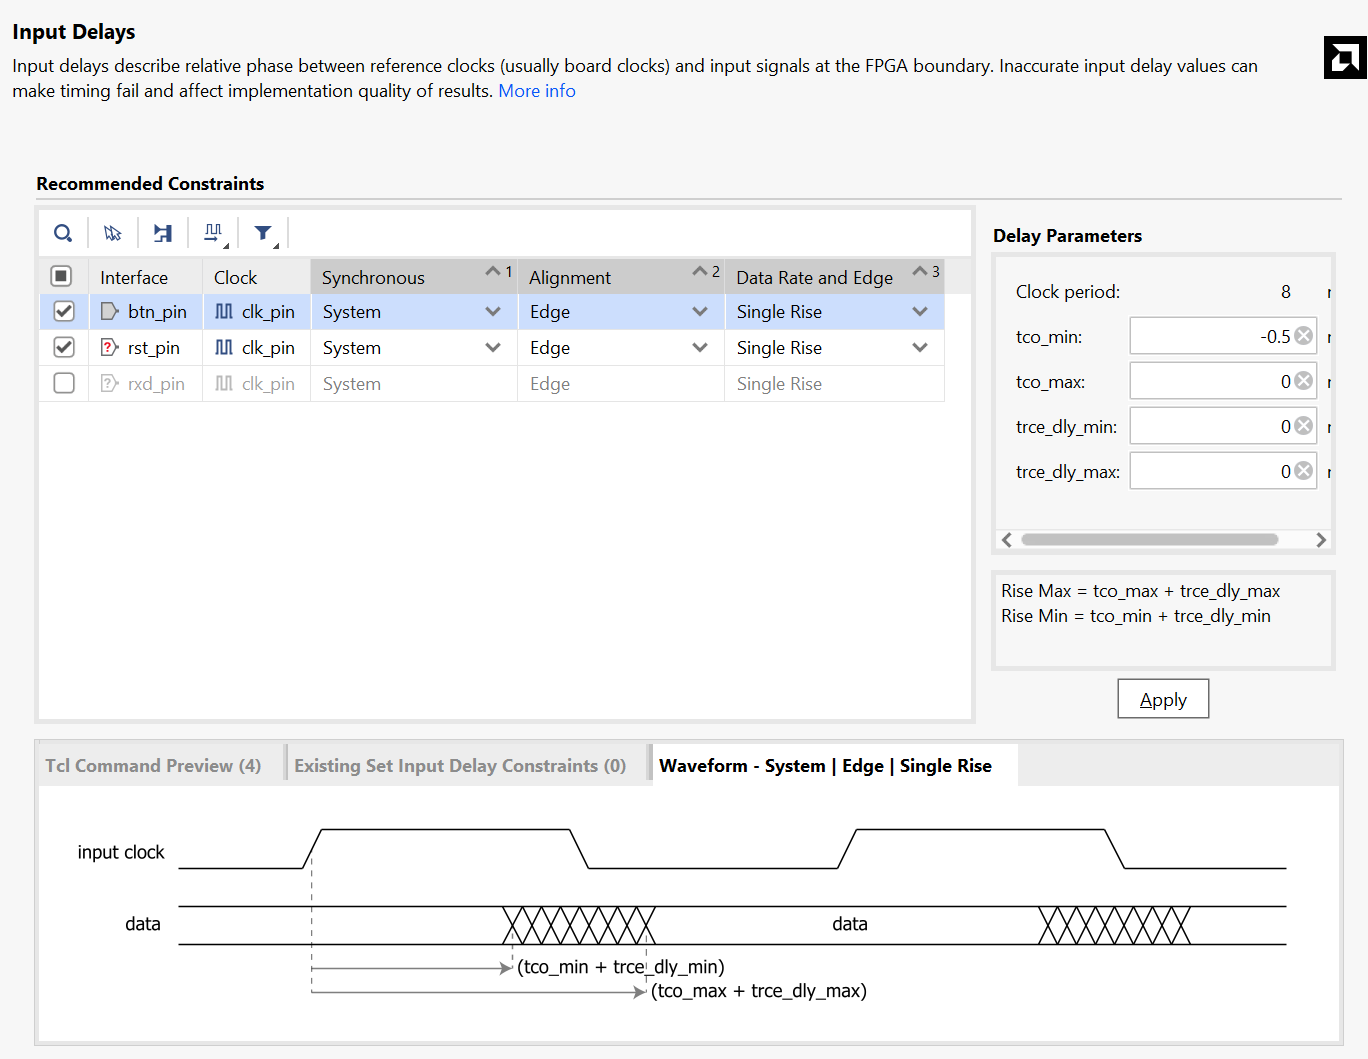 Input Delays
Input delays describe relative phase between reference clocks (usually board clocks) and input signals at the FPGA boundary. Inaccurate input delay values can
make timing fail and affect implementation quality of results. More info
Recommended Constraints
Interface Clock Synchronous 1 Alignment 2 Data Rate and Edge 3
btn_pin clk_pin System Edge Single Rise
rst_pin clk_pin System Edge Single Rise
rxd_pin clk_pin System Edge Single Rise
Delay Parameters
Clock period: 8
tco_min: -0.5
tco_max: 0
trce_dly_min: 0
trce_dly_max: 0
Rise Max = tco_max + trce_dly_max
Rise Min = tco_min + trce_dly_min
Apply
Tcl Command Preview (4) Existing Set Input Delay Constraints (0) Waveform - System | Edge | Single Rise
input clock
data data
(tco_min + trce_dly_min)
(tco_max + trce_dly_max)